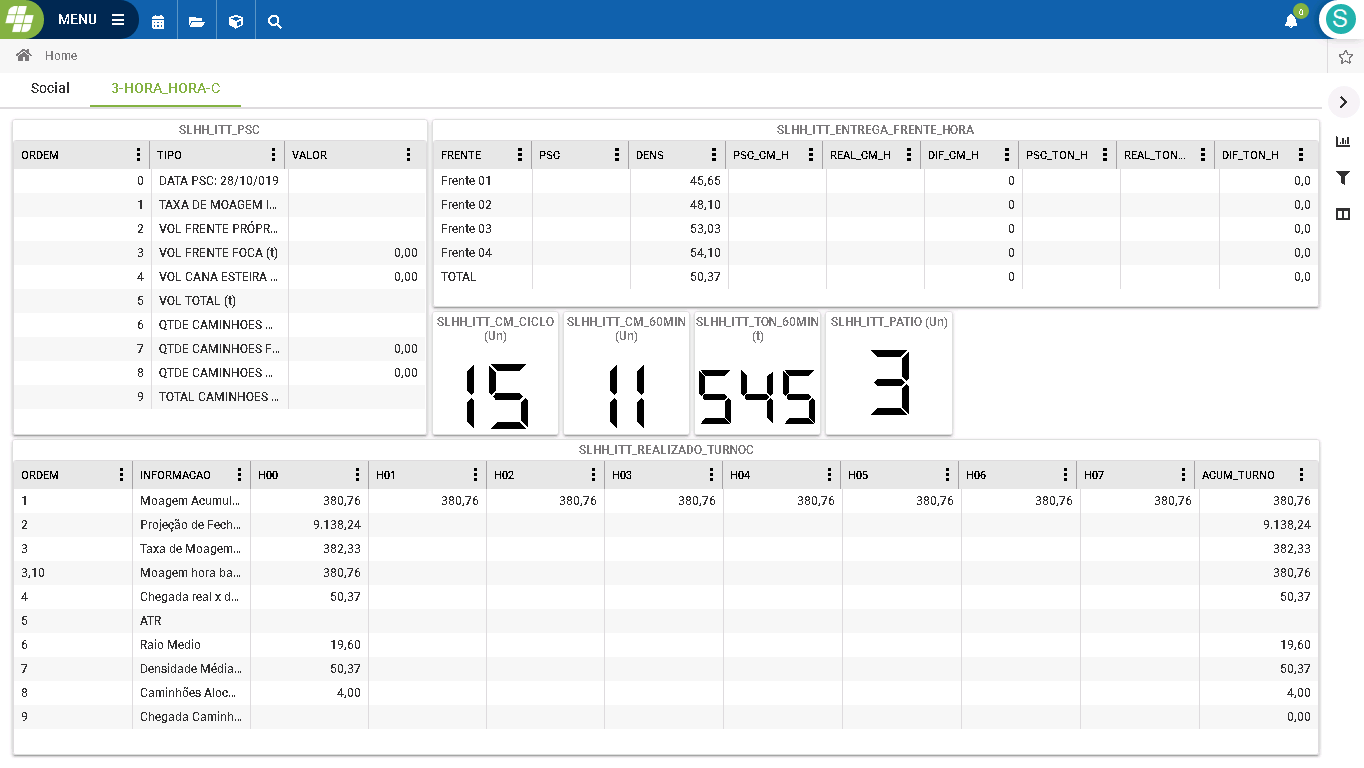 MENU
0
S
Home
Social 3-HORA_HORA-C
SLHH_ITT_PSC
ORDEM TIPO VALOR
0 DATA PSC: 28/10/019
1 TAXA DE MOAGEM I...
2 VOL FRENTE PRÓPR...
3 VOL FRENTE FOCA (t) 0,00
4 VOL CANA ESTEIRA ... 0,00
5 VOL TOTAL (t)
6 QTDE CAMINHOES ...
7 QTDE CAMINHOES F... 0,00
8 QTDE CAMINHOES ... 0,00
9 TOTAL CAMINHOES ...
SLHH_ITT_ENTREGA_FRENTE_HORA
FRENTE PSC DENS PSC_CM_H REAL_CM_H DIF_CM_H PSC_TON_H REAL_TON... DIF_TON_H
Frente 01 45,65 0 0,0
Frente 02 48,10 0 0,0
Frente 03 53,03 0 0,0
Frente 04 54,10 0 0,0
TOTAL 50,37 0 0,0
SLHH_ITT_CM_CICLO
(Un)
15
SLHH_ITT_CM_60MIN
(Un)
11
SLHH_ITT_TON_60MIN
(t)
545
SLHH_ITT_PATIO (Un)
3
SLHH_ITT_REALIZADO_TURNOC
ORDEM INFORMACAO H00 H01 H02 H03 H04 H05 H06 H07 ACUM_TURNO
1 Moagem Acumul... 380,76 380,76 380,76 380,76 380,76 380,76 380,76 380,76 380,76
2 Projeção de Fech... 9.138,24 9.138,24
3 Taxa de Moagem... 382,33 382,33
3,10 Moagem hora ba... 380,76 380,76
4 Chegada real x d... 50,37 50,37
5 ATR
6 Raio Medio 19,60 19,60
7 Densidade Média... 50,37 50,37
8 Caminhões Aloc... 4,00 4,00
9 Chegada Caminh... 0,00